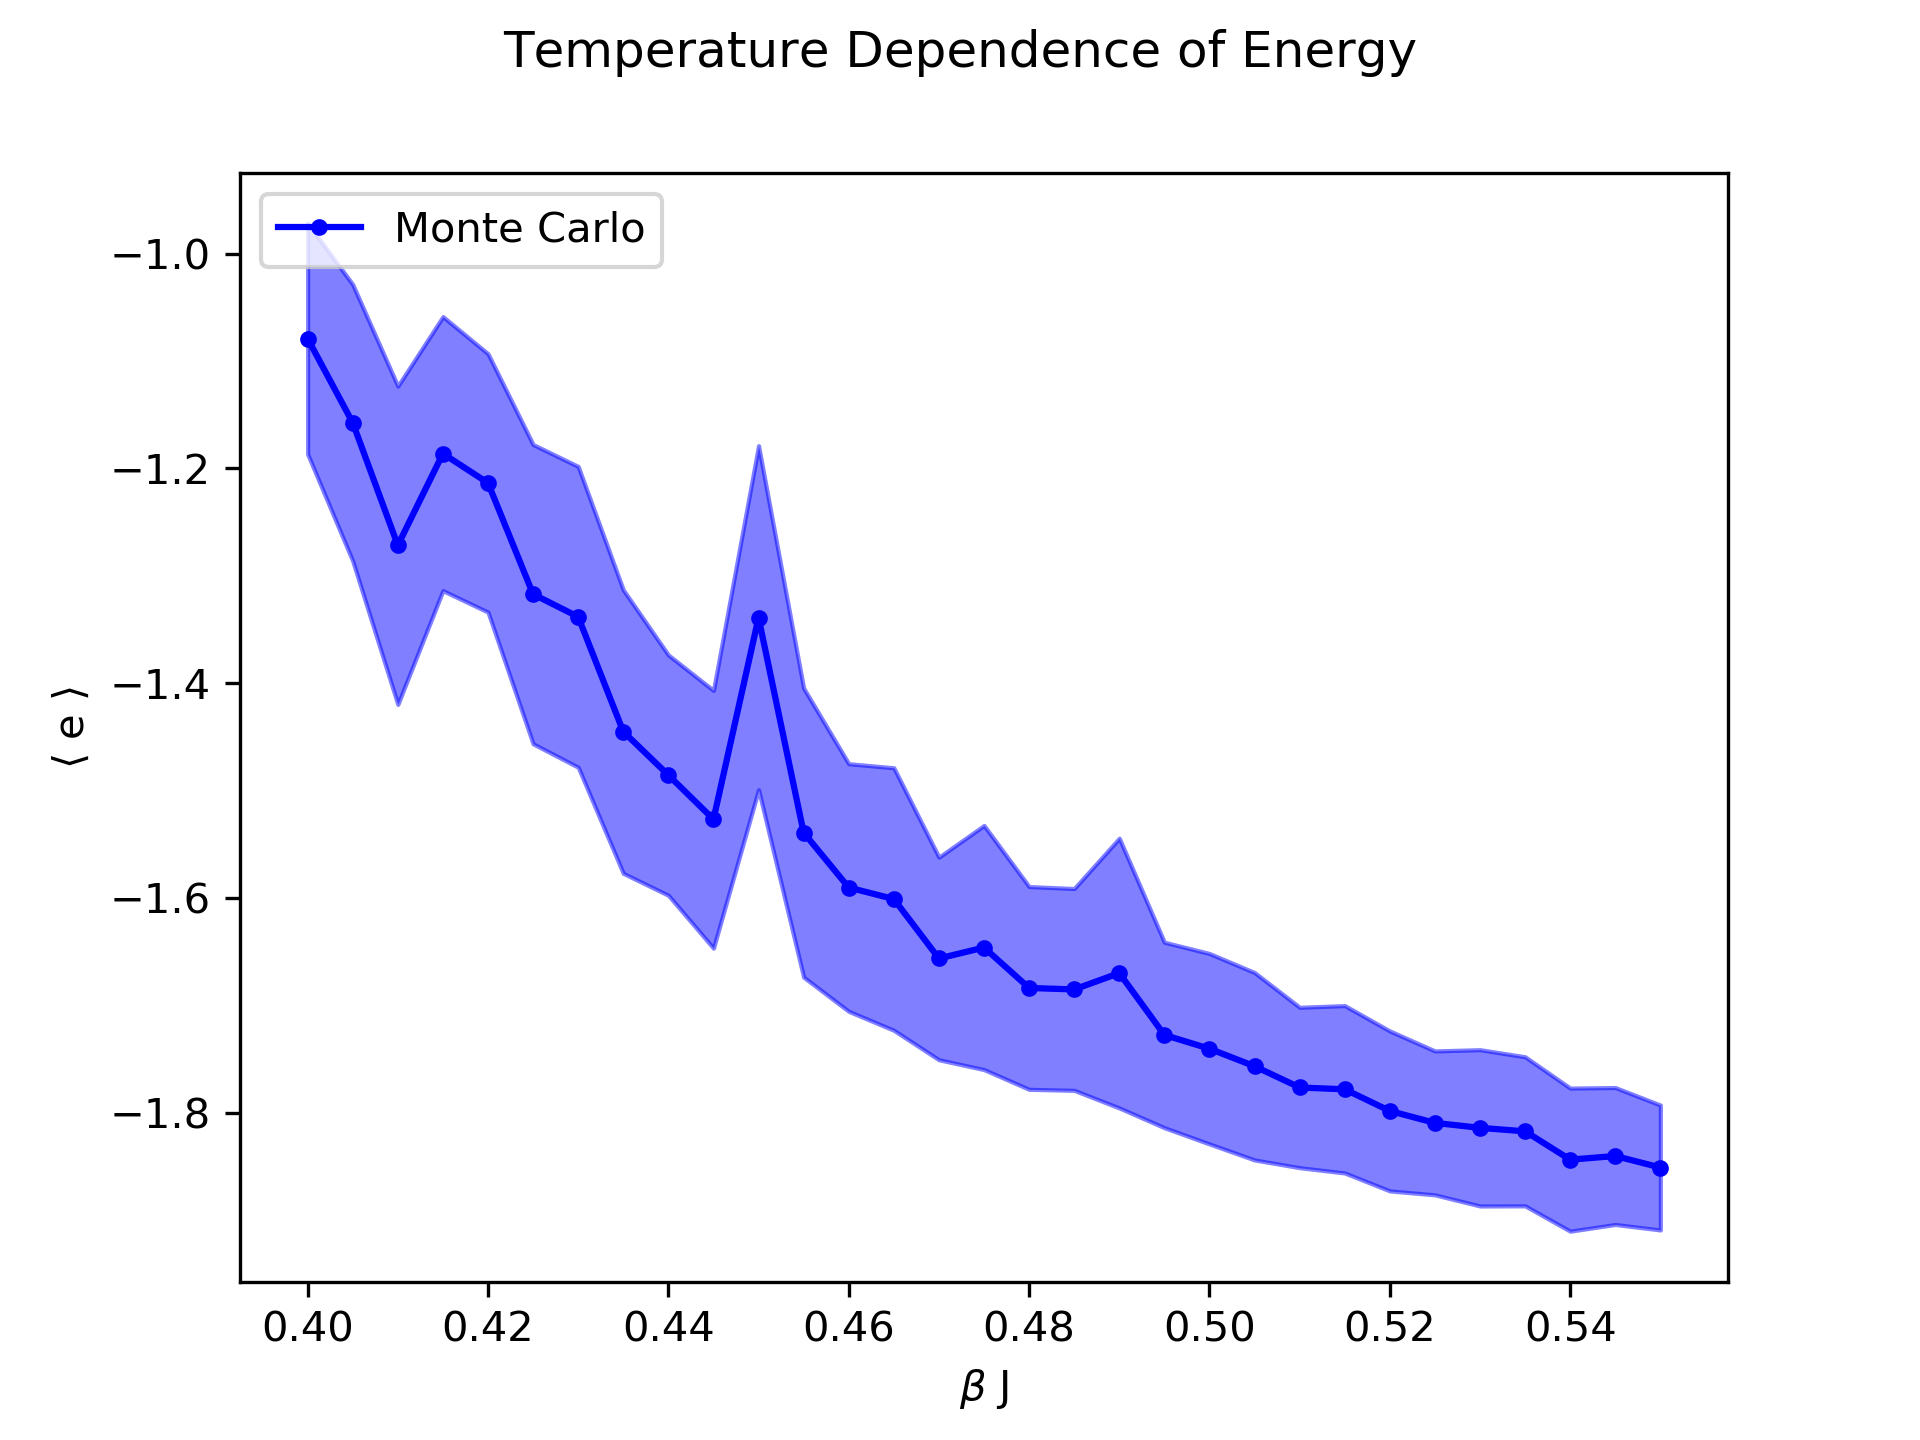 Temperature Dependence of Energy
Monte Carlo
−1.0
−1.2
−1.4
−1.6
−1.8
⟨ e ⟩
0.40 0.42 0.44 0.46 0.48 0.50 0.52 0.54
β J